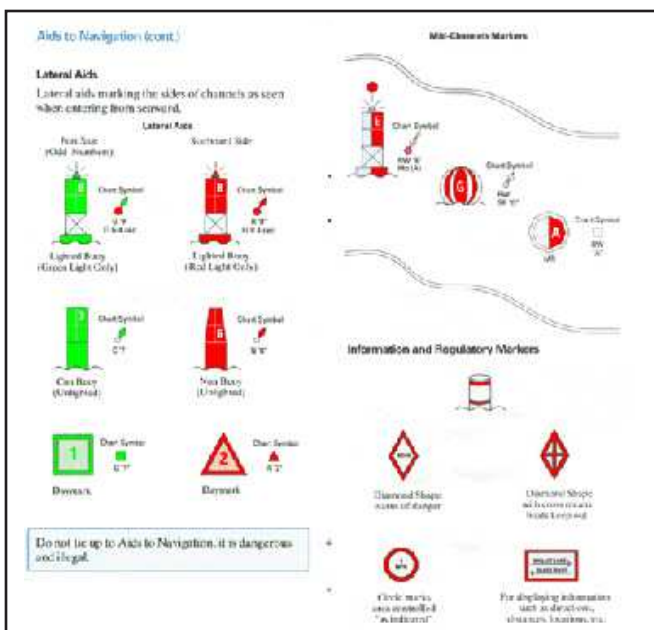 Aids to Navigation (cont.)
Lateral Aids
Lateral aids marking the sides of channels as seen
when entering from seaward.
Lateral Aids
Port Side
(Odd Numbers)
Starboard Side
Chart Symbol
Chart Symbol
Lighted Buoy
(Green Light Only)
Lighted Buoy
(Red Light Only)
Chart Symbol
Chart Symbol
6
Can Buoy
(Unlighted)
Nun Buoy
(Unlighted)
1
Chart Symbol
2
Chart Symbol
Daymark
Daymark
Do not tie up to Aids to Navigation, it is dangerous
and illegal.
Mid-Channels Markers
Chart Symbol
G
Chart Symbol
A
Chart Symbol
RW
"A"
Information and Regulatory Markers
Diamond Shape
warns of danger
Diamond Shape
with cross means
boats keep out
Circle marks
area controlled
"as indicated"
For displaying information
such as directions,
distances, locations, etc.